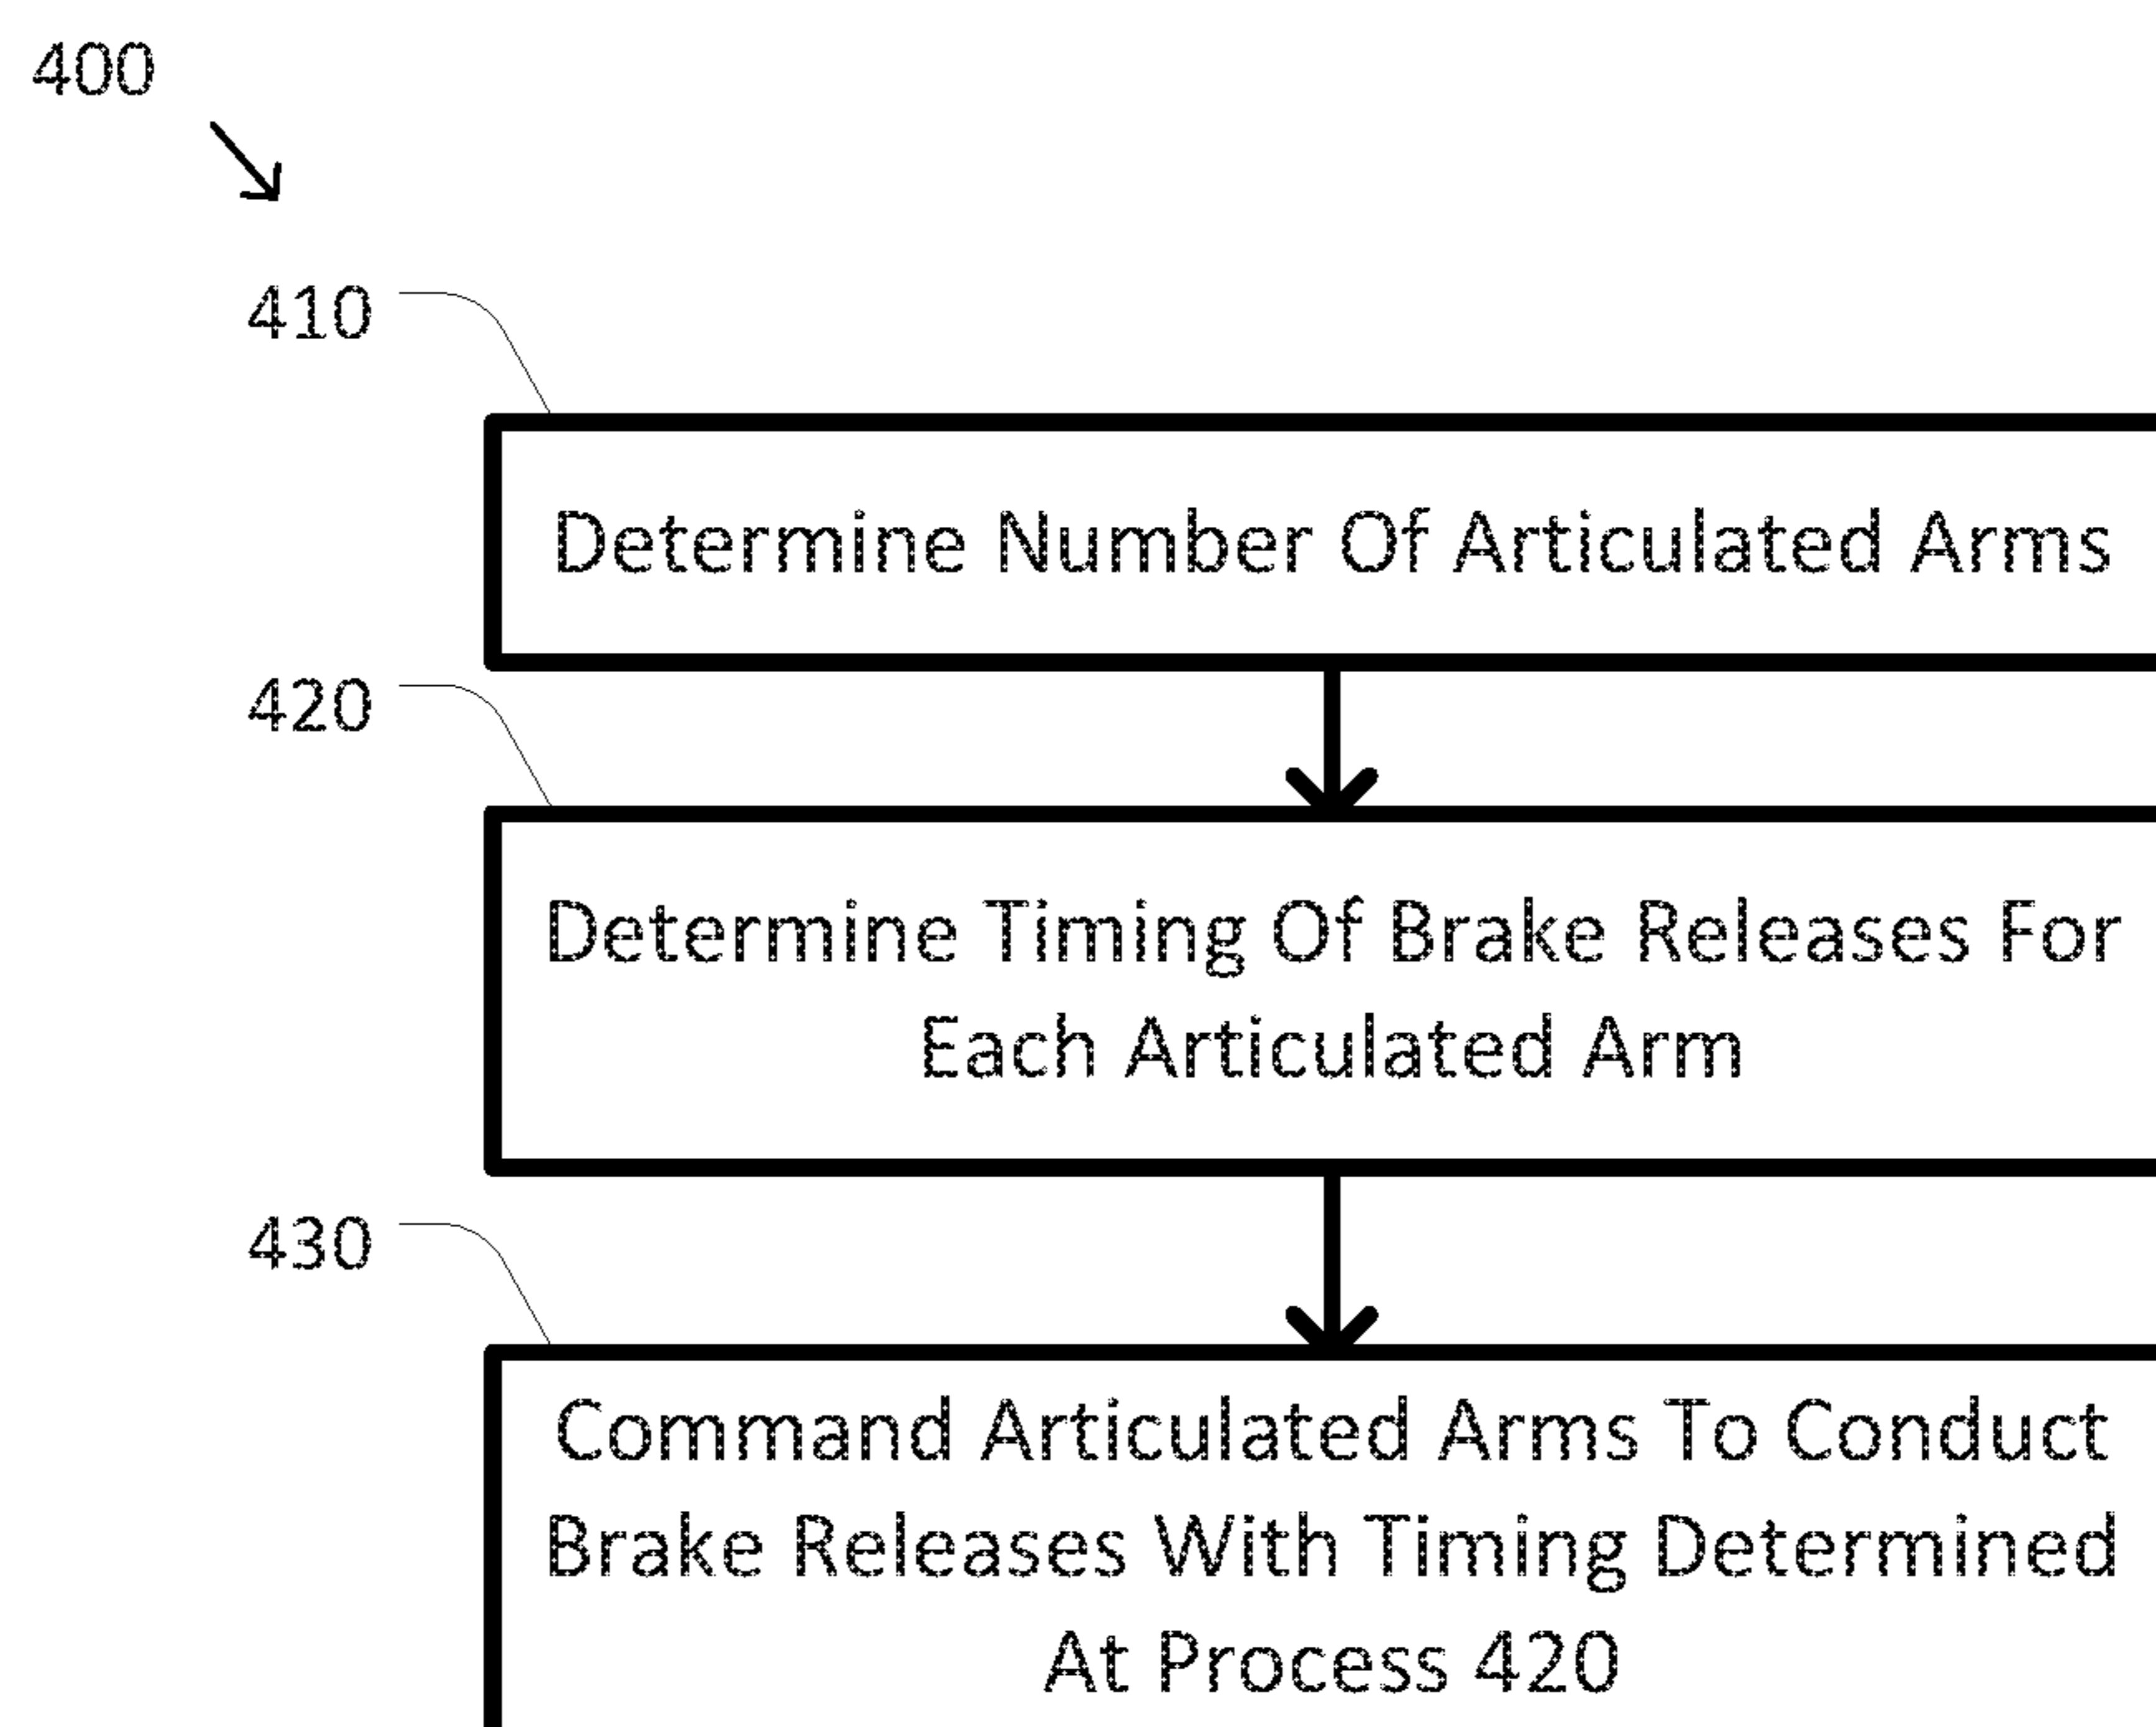 400
410
Determine Number Of Articulated Arms
420
Determine Timing Of Brake Releases For
Each Articulated Arm
430
Command Articulated Arms To Conduct
Brake Releases With Timing Determined
At Process 420